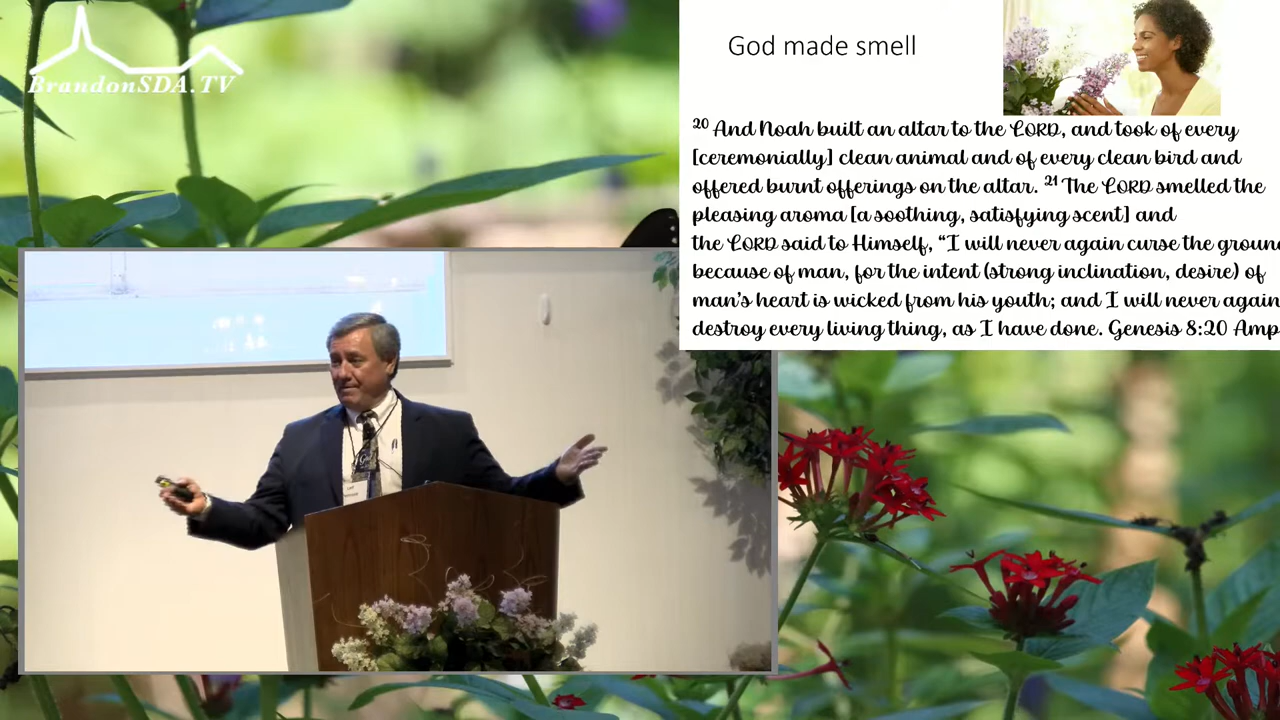 BrandonSDA.TV
God made smell
20 And Noah built an altar to the LORD, and took of every
[ceremonially] clean animal and of every clean bird and
offered burnt offerings on the altar. 21 The LORD smelled the
pleasing aroma [a soothing, satisfying scent] and
the LORD said to Himself, “I will never again curse the groun
because of man, for the intent (strong inclination, desire) of
man’s heart is wicked from his youth; and I will never again
destroy every living thing, as I have done. Genesis 8:20 Amp